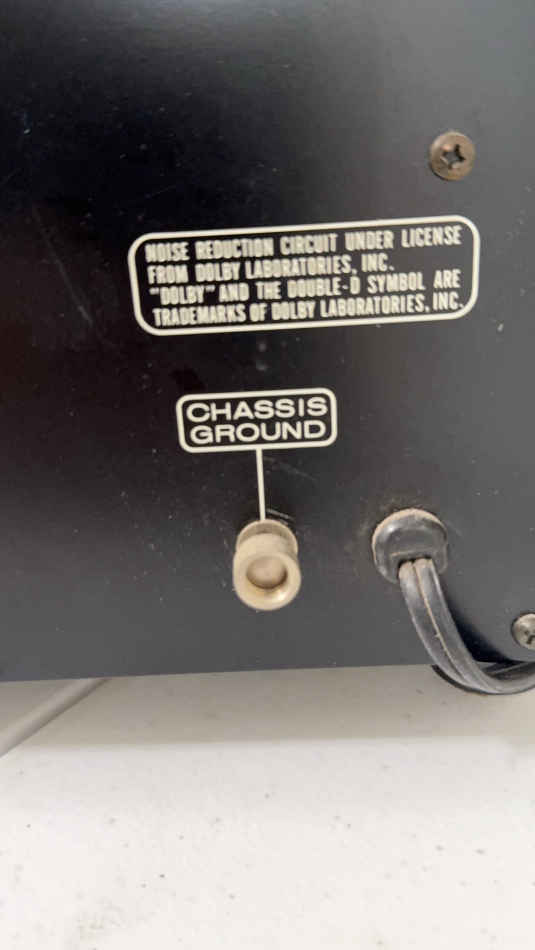 NOISE REDUCTION CIRCUIT UNDER LICENSE
FROM DOLBY LABORATORIES, INC.
"DOLBY" AND THE DOUBLE-D SYMBOL ARE
TRADEMARKS OF DOLBY LABORATORIES, INC.
CHASSIS
GROUND